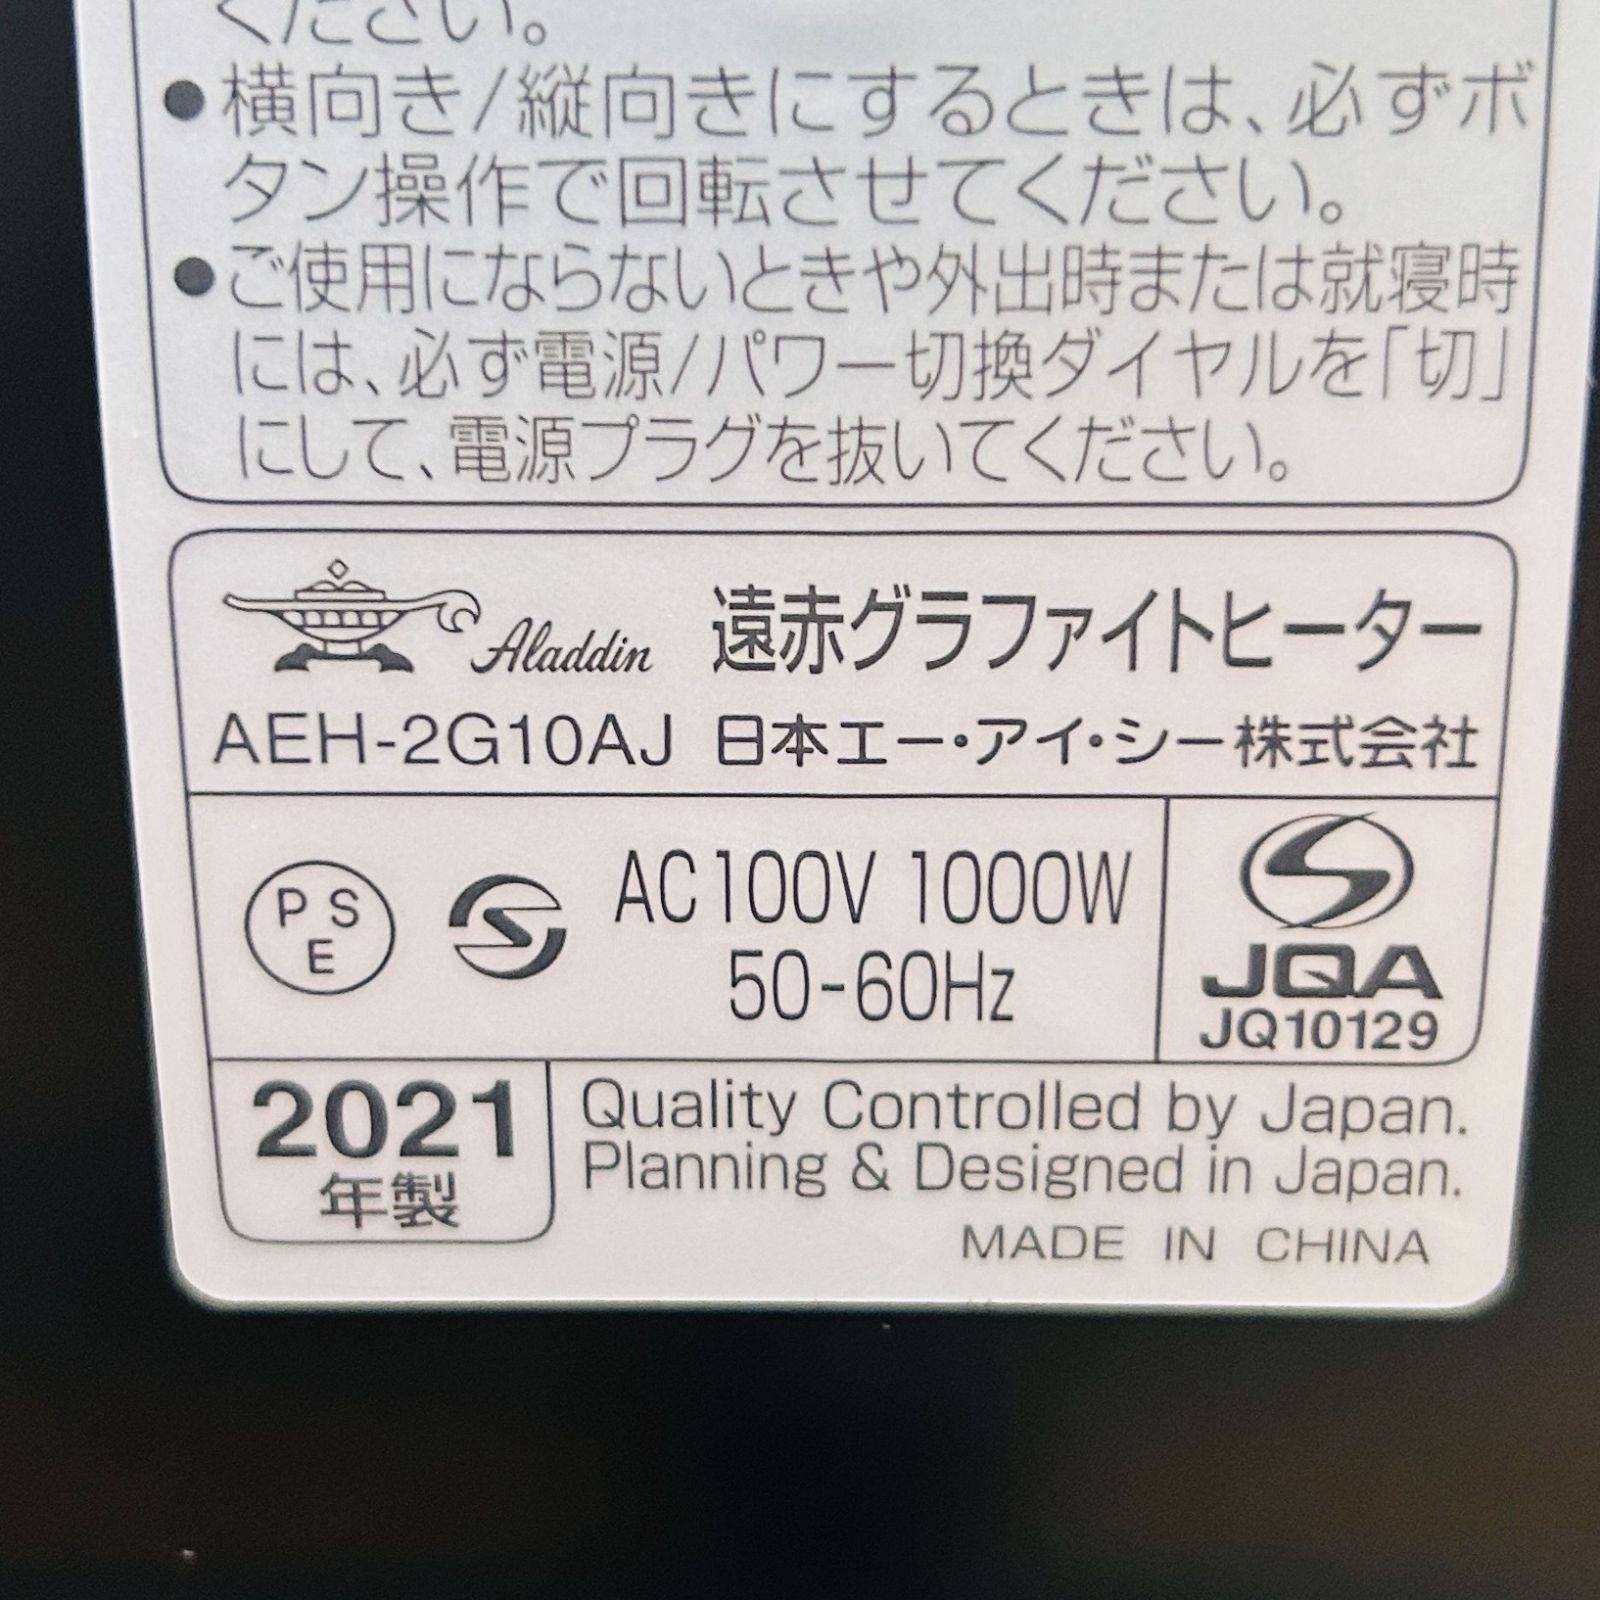 ください。
●横向き/縦向きにするときは、必ずボ
タン操作で回転させてください。
●ご使用にならないときや外出時または就寝時
には、必ず電源/パワー切換ダイヤルを「切」
にして、電源プラグを抜いてください。
Aladdin 遠赤グラファイトヒーター
AEH-2G10AJ 日本エー・アイ・シー株式会社
PSE
AC100V 1000W
50-60Hz
JQA
JQ10129
2021
年製
Quality Controlled by Japan.
Planning & Designed in Japan.
MADE IN CHINA